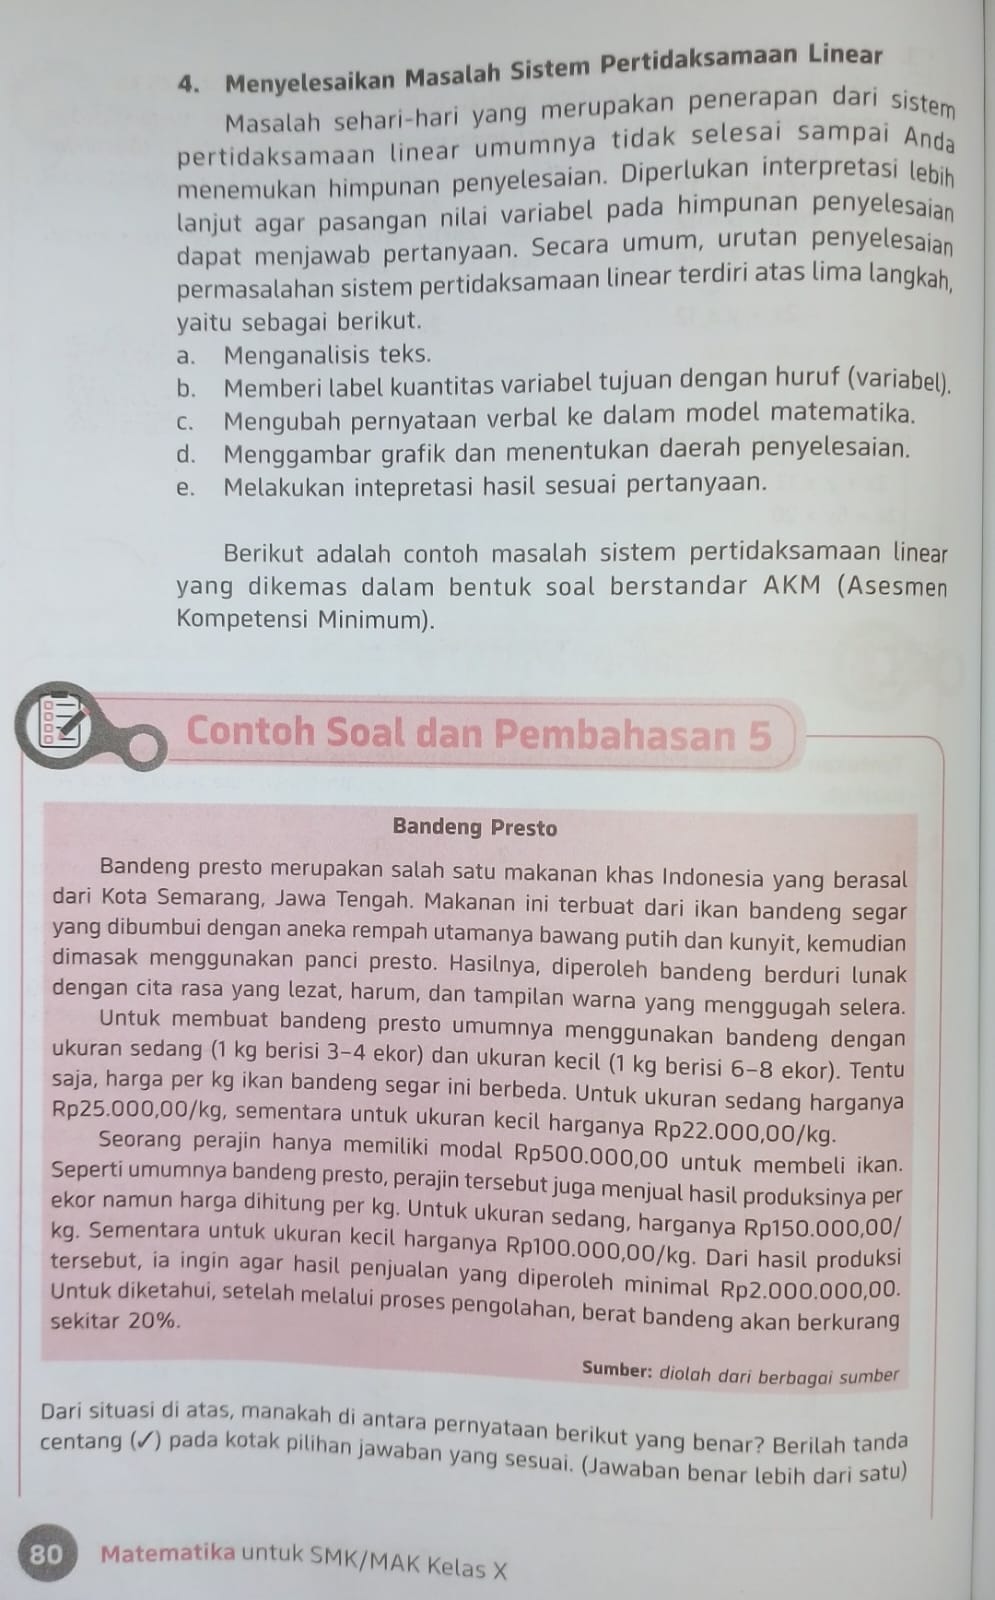 4. Menyelesaikan Masalah Sistem Pertidaksamaan Linear
Masalah sehari-hari yang merupakan penerapan dari sistem
pertidaksamaan linear umumnya tidak selesai sampai Anda
menemukan himpunan penyelesaian. Diperlukan interpretasi lebih
lanjut agar pasangan nilai variabel pada himpunan penyelesaian
dapat menjawab pertanyaan. Secara umum, urutan penyelesaian
permasalahan sistem pertidaksamaan linear terdiri atas lima langkah,
yaitu sebagai berikut.
a. Menganalisis teks.
b. Memberi label kuantitas variabel tujuan dengan huruf (variabel).
c. Mengubah pernyataan verbal ke dalam model matematika.
d. Menggambar grafik dan menentukan daerah penyelesaian.
e. Melakukan intepretasi hasil sesuai pertanyaan.
Berikut adalah contoh masalah sistem pertidaksamaan linear
yang dikemas dalam bentuk soal berstandar AKM (Asesmen
Kompetensi Minimum).
Contoh Soal dan Pembahasan 5
Bandeng Presto
Bandeng presto merupakan salah satu makanan khas Indonesia yang berasal
dari Kota Semarang, Jawa Tengah. Makanan ini terbuat dari ikan bandeng segar
yang dibumbui dengan aneka rempah utamanya bawang putih dan kunyit, kemudian
dimasak menggunakan panci presto. Hasilnya, diperoleh bandeng berduri lunak
dengan cita rasa yang lezat, harum, dan tampilan warna yang menggugah selera.
Untuk membuat bandeng presto umumnya menggunakan bandeng dengan
ukuran sedang (1 kg berisi 3–4 ekor) dan ukuran kecil (1 kg berisi 6–8 ekor). Tentu
saja, harga per kg ikan bandeng segar ini berbeda. Untuk ukuran sedang harganya
Rp25.000,00/kg, sementara untuk ukuran kecil harganya Rp22.000,00/kg.
Seorang perajin hanya memiliki modal Rp500.000,00 untuk membeli ikan.
Seperti umumnya bandeng presto, perajin tersebut juga menjual hasil produksinya per
ekor namun harga dihitung per kg. Untuk ukuran sedang, harganya Rp150.000,00/
kg. Sementara untuk ukuran kecil harganya Rp100.000,00/kg. Dari hasil produksi
tersebut, ia ingin agar hasil penjualan yang diperoleh minimal Rp2.000.000,00.
Untuk diketahui, setelah melalui proses pengolahan, berat bandeng akan berkurang
sekitar 20%.
Sumber: diolah dari berbagai sumber
Dari situasi di atas, manakah di antara pernyataan berikut yang benar? Berilah tanda
centang (✓) pada kotak pilihan jawaban yang sesuai. (Jawaban benar lebih dari satu)
80 Matematika untuk SMK/MAK Kelas X